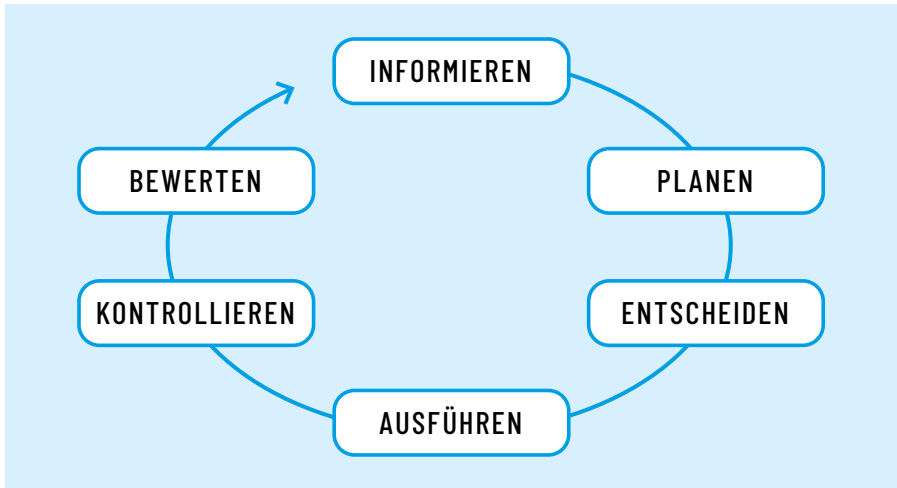 INFORMIEREN
PLANEN
ENTSCHEIDEN
AUSFÜHREN
KONTROLLIEREN
BEWERTEN